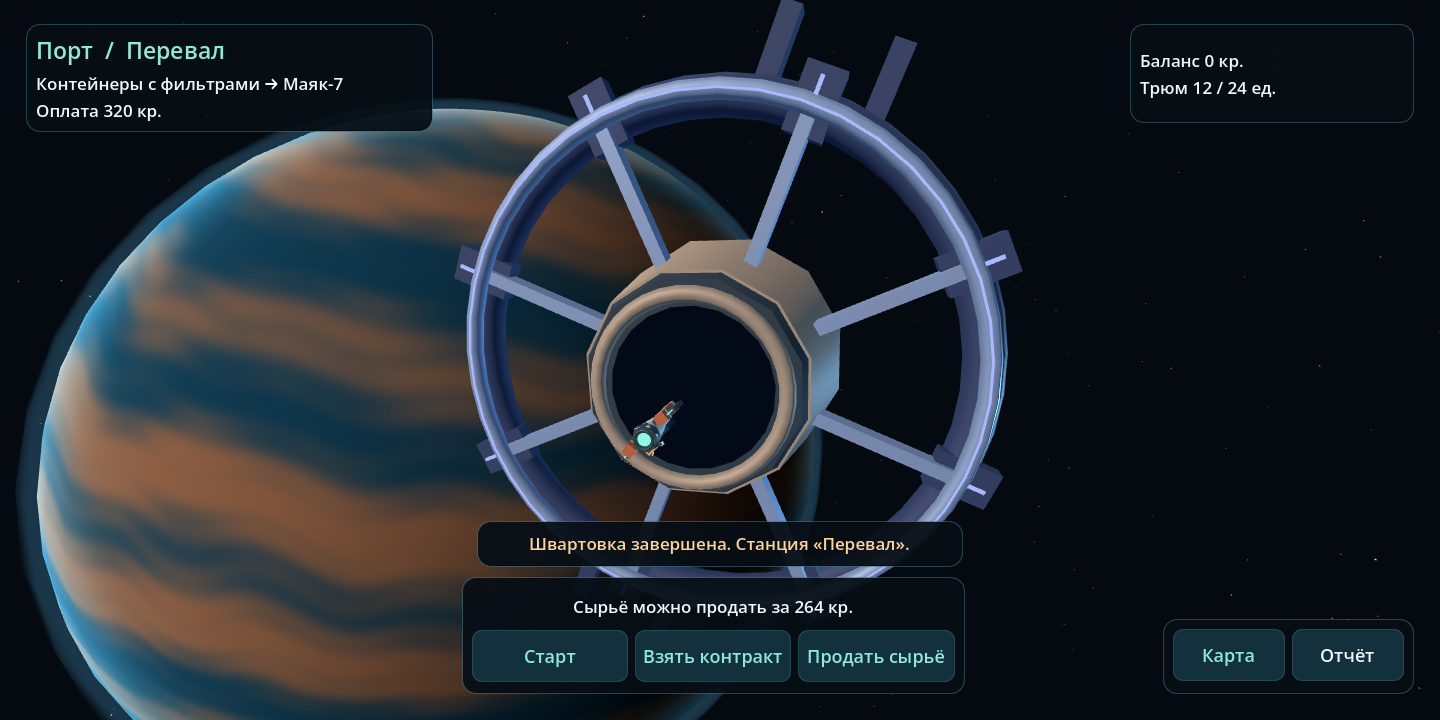 Порт / Перевал
Контейнеры с фильтрами → Маяк-7
Оплата 320 кр.
Баланс 0 кр.
Трюм 12 / 24 ед.
Швартовка завершена. Станция «Перевал».
Сырьё можно продать за 264 кр.
Старт
Взять контракт
Продать сырьё
Карта
Отчёт